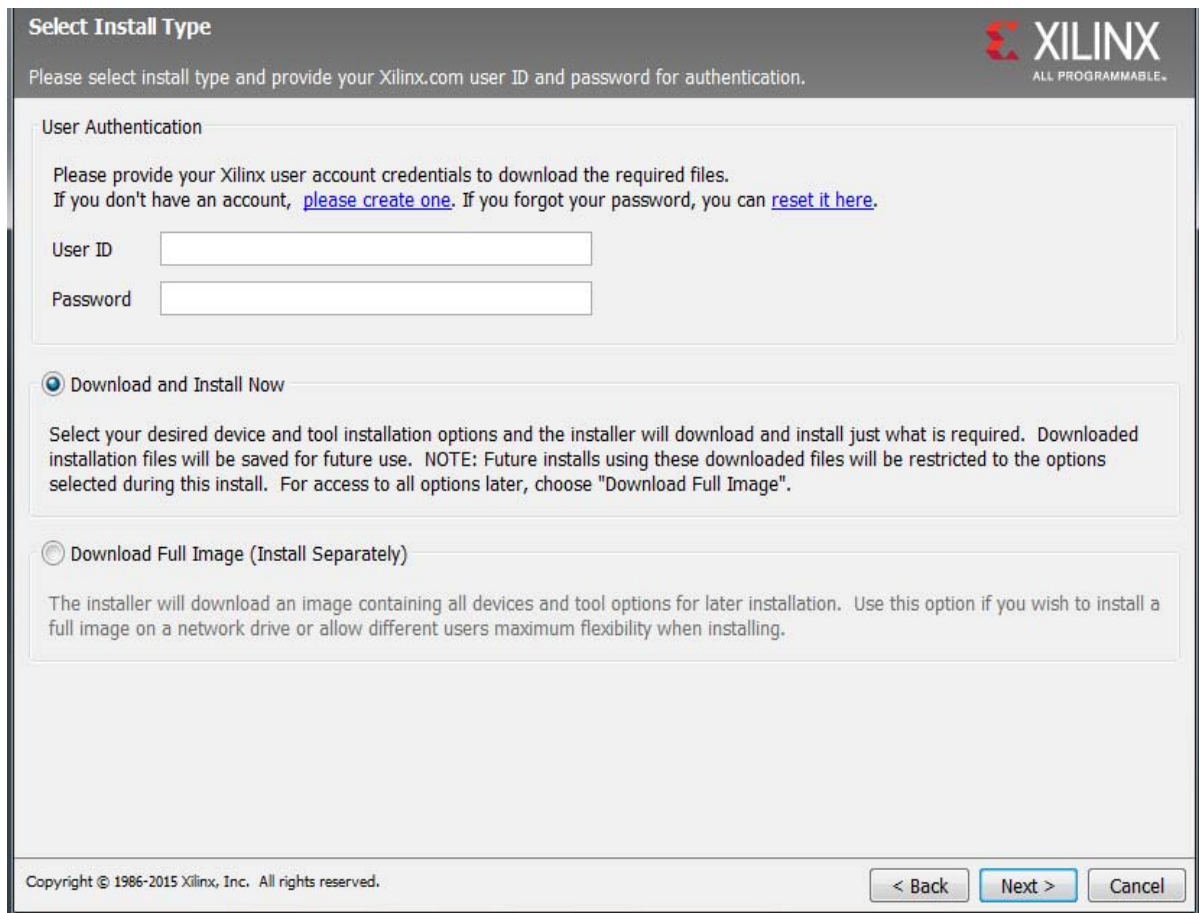 Select Install Type
XILINX
ALL PROGRAMMABLE™
Please select install type and provide your Xilinx.com user ID and password for authentication.
User Authentication
Please provide your Xilinx user account credentials to download the required files.
If you don't have an account, please create one. If you forgot your password, you can reset it here.
User ID
Password
Download and Install Now
Select your desired device and tool installation options and the installer will download and install just what is required. Downloaded
installation files will be saved for future use. NOTE: Future installs using these downloaded files will be restricted to the options
selected during this install. For access to all options later, choose "Download Full Image".
Download Full Image (Install Separately)
The installer will download an image containing all devices and tool options for later installation. Use this option if you wish to install a
full image on a network drive or allow different users maximum flexibility when installing.
Copyright © 1986-2015 Xilinx, Inc. All rights reserved.
< Back
Next >
Cancel